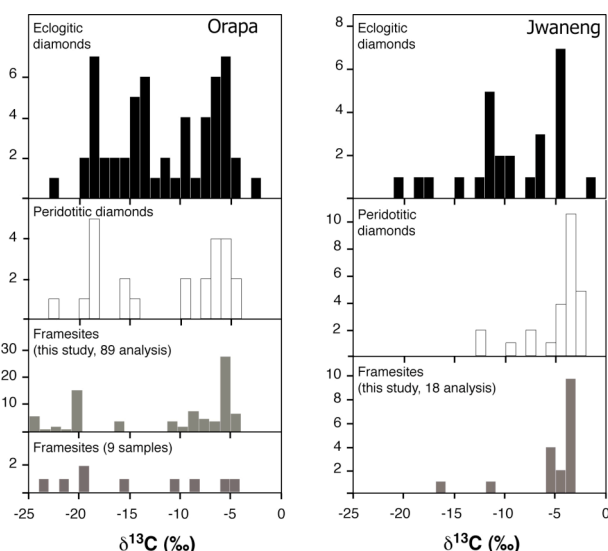 Eclogitic
diamonds
Orapa
6
4
2
Peridotitic diamonds
4
2
Framesites
(this study, 89 analysis)
30
20
10
Framesites (9 samples)
2
-25 -20 -15 -10 -5 0
δ¹³C (‰)
Eclogitic
diamonds
Jwaneng
8
6
4
2
Peridotitic
diamonds
10
8
6
4
2
Framesites
(this study, 18 analysis)
10
8
6
4
2
-25 -20 -15 -10 -5 0
δ¹³C (‰)